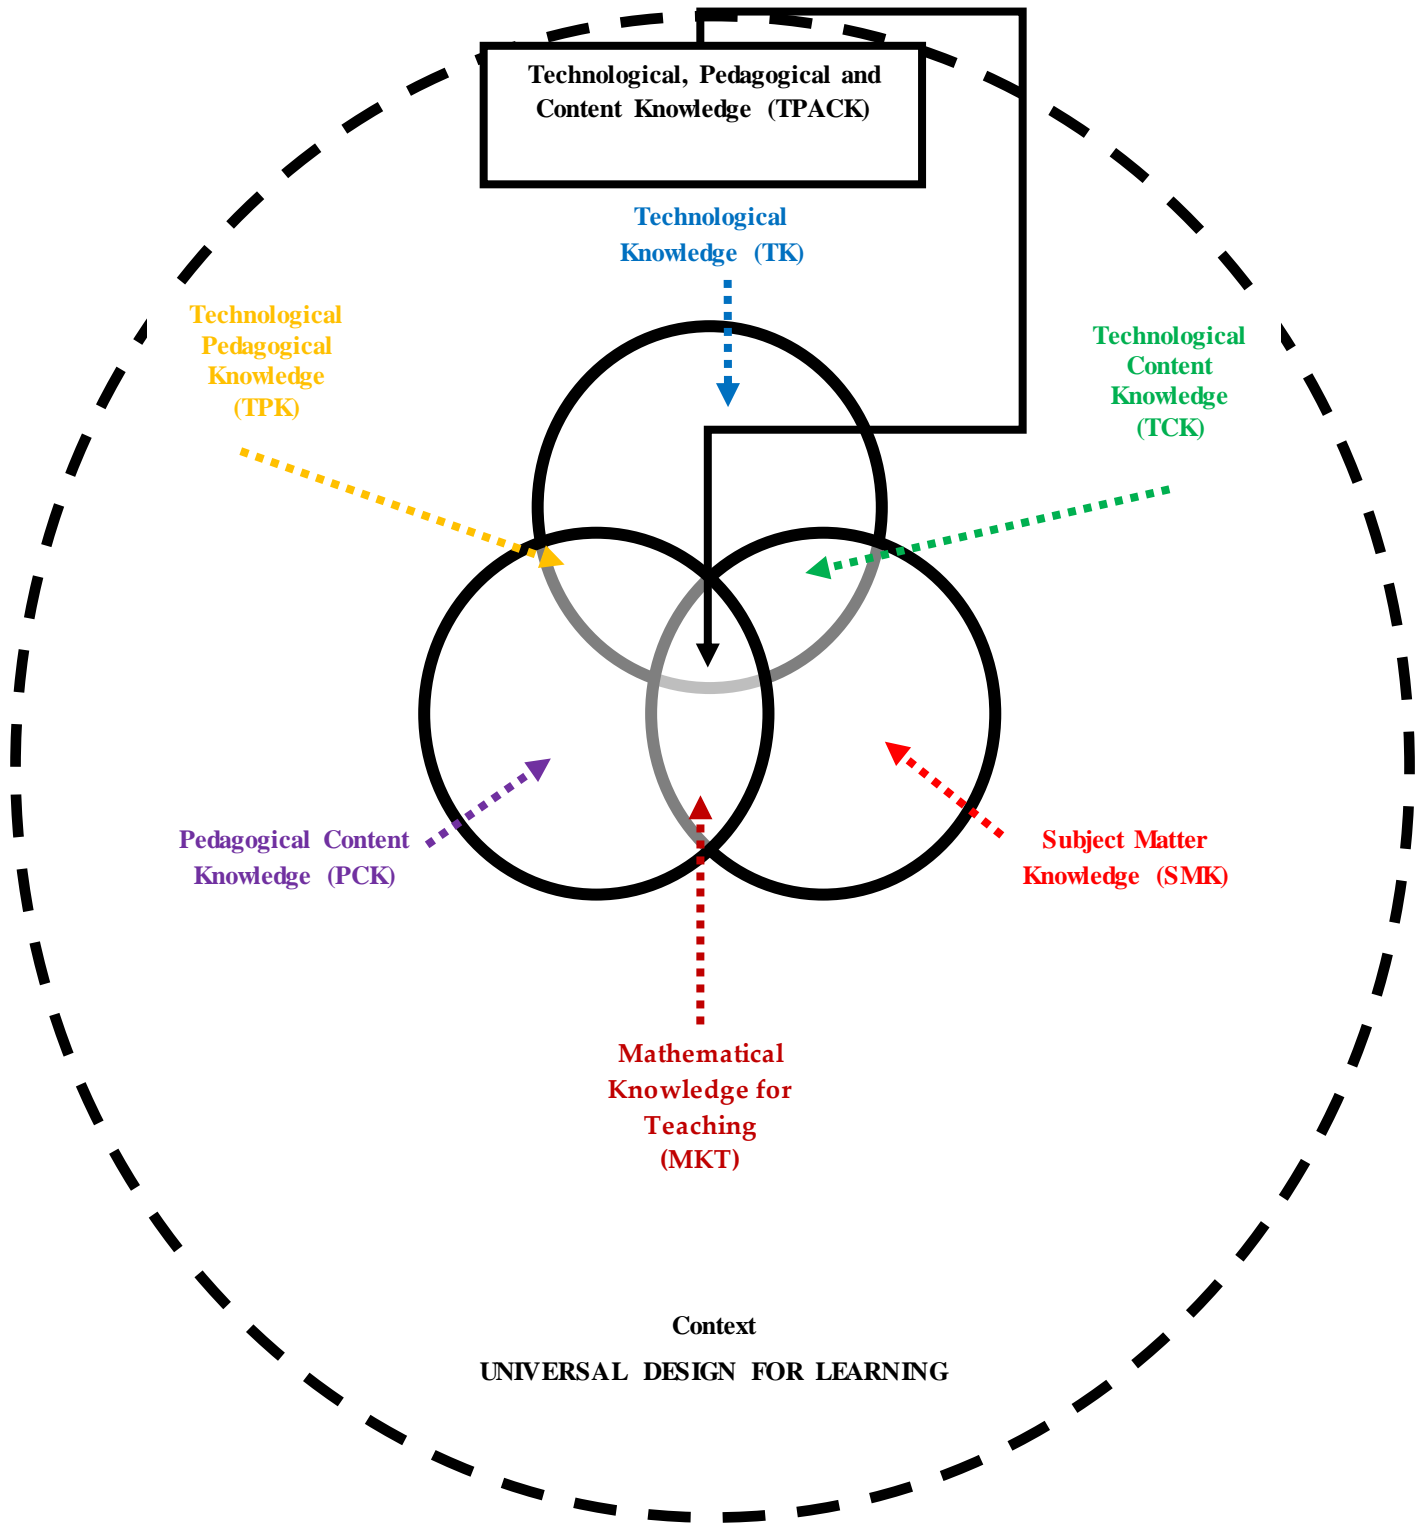 Technological, Pedagogical and
Content Knowledge (TPACK)
Technological
Knowledge (TK)
Technological
Pedagogical
Knowledge
(TPK)
Technological
Content
Knowledge
(TCK)
Pedagogical Content
Knowledge (PCK)
Subject Matter
Knowledge (SMK)
Mathematical
Knowledge for
Teaching
(MKT)
Context
UNIVERSAL DESIGN FOR LEARNING